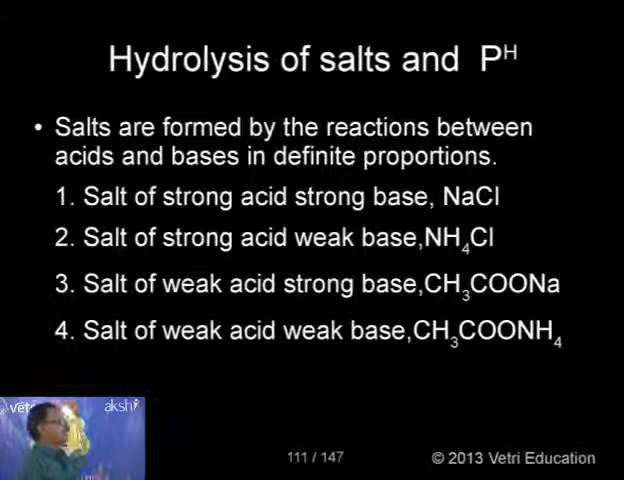 Hydrolysis of salts and Pᴴ
• Salts are formed by the reactions between
acids and bases in definite proportions.
1. Salt of strong acid strong base, NaCl
2. Salt of strong acid weak base,NH₄Cl
3. Salt of weak acid strong base,CH₃COONa
4. Salt of weak acid weak base,CH₃COONH₄
111 / 147
© 2013 Vetri Education